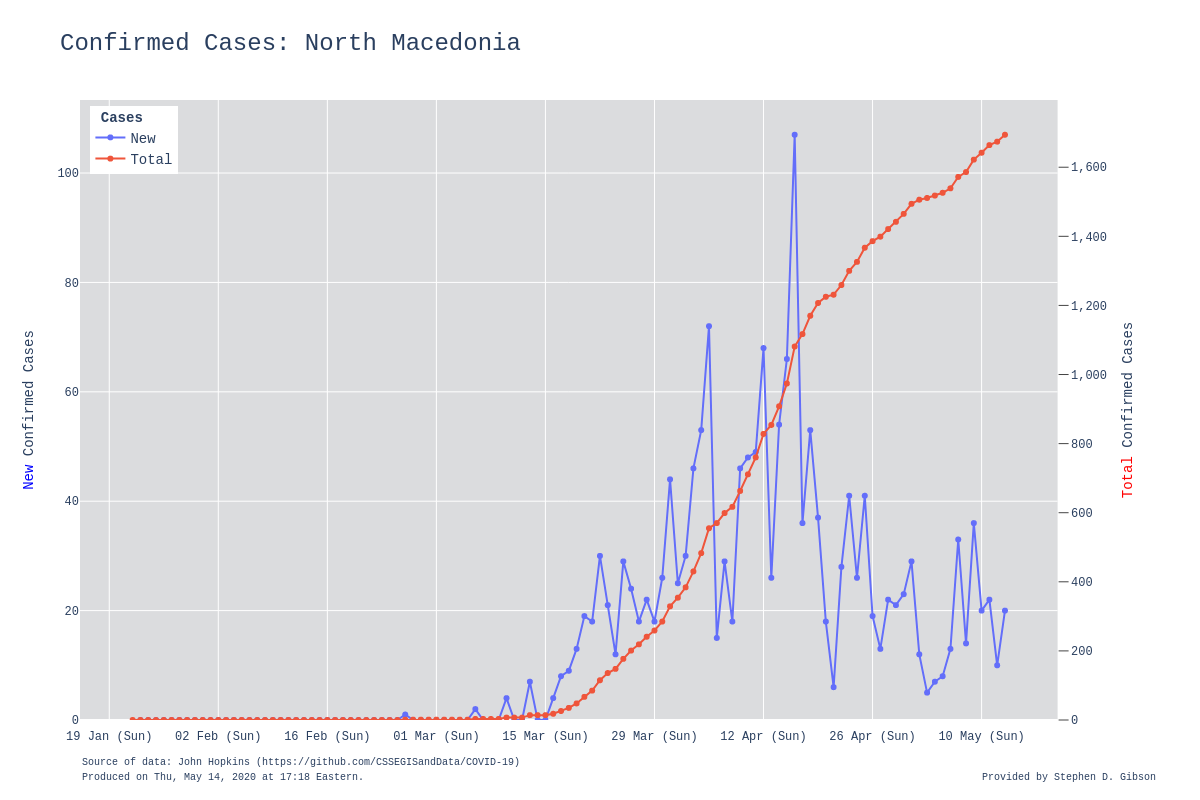 Confirmed Cases: North Macedonia
Cases
New
Total
100
80
60
40
20
0
New Confirmed Cases
1,600
1,400
1,200
1,000
800
600
400
200
0
Total Confirmed Cases
19 Jan (Sun) 02 Feb (Sun) 16 Feb (Sun) 01 Mar (Sun) 15 Mar (Sun) 29 Mar (Sun) 12 Apr (Sun) 26 Apr (Sun) 10 May (Sun)
Source of data: John Hopkins (https://github.com/CSSEGISandData/COVID-19)
Produced on Thu, May 14, 2020 at 17:18 Eastern.
Provided by Stephen D. Gibson